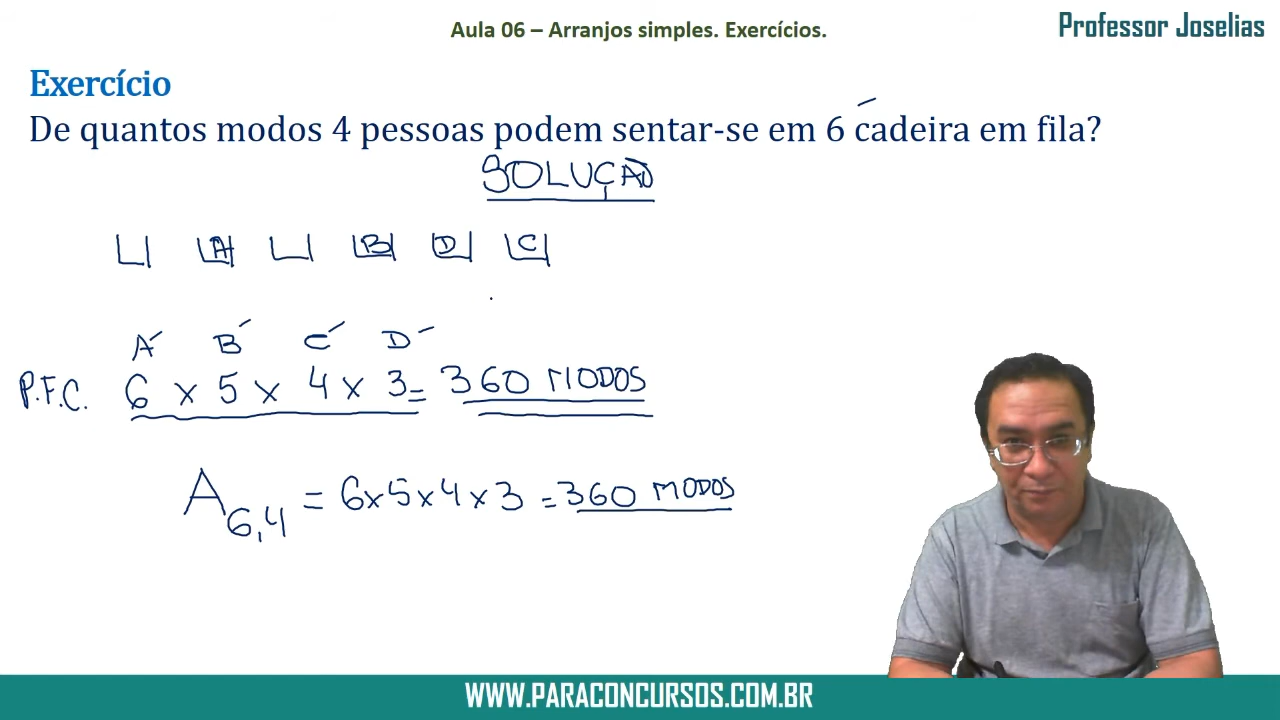 Aula 06 – Arranjos simples. Exercícios.
Professor Joselias
Exercício
De quantos modos 4 pessoas podem sentar-se em 6 cadeira em fila?
SOLUÇÃO
A B D C
A B C D
P.F.C. 6 x 5 x 4 x 3 = 360 MODOS
A6,4 = 6x5x4x3 = 360 MODOS
WWW.PARACONCURSOS.COM.BR